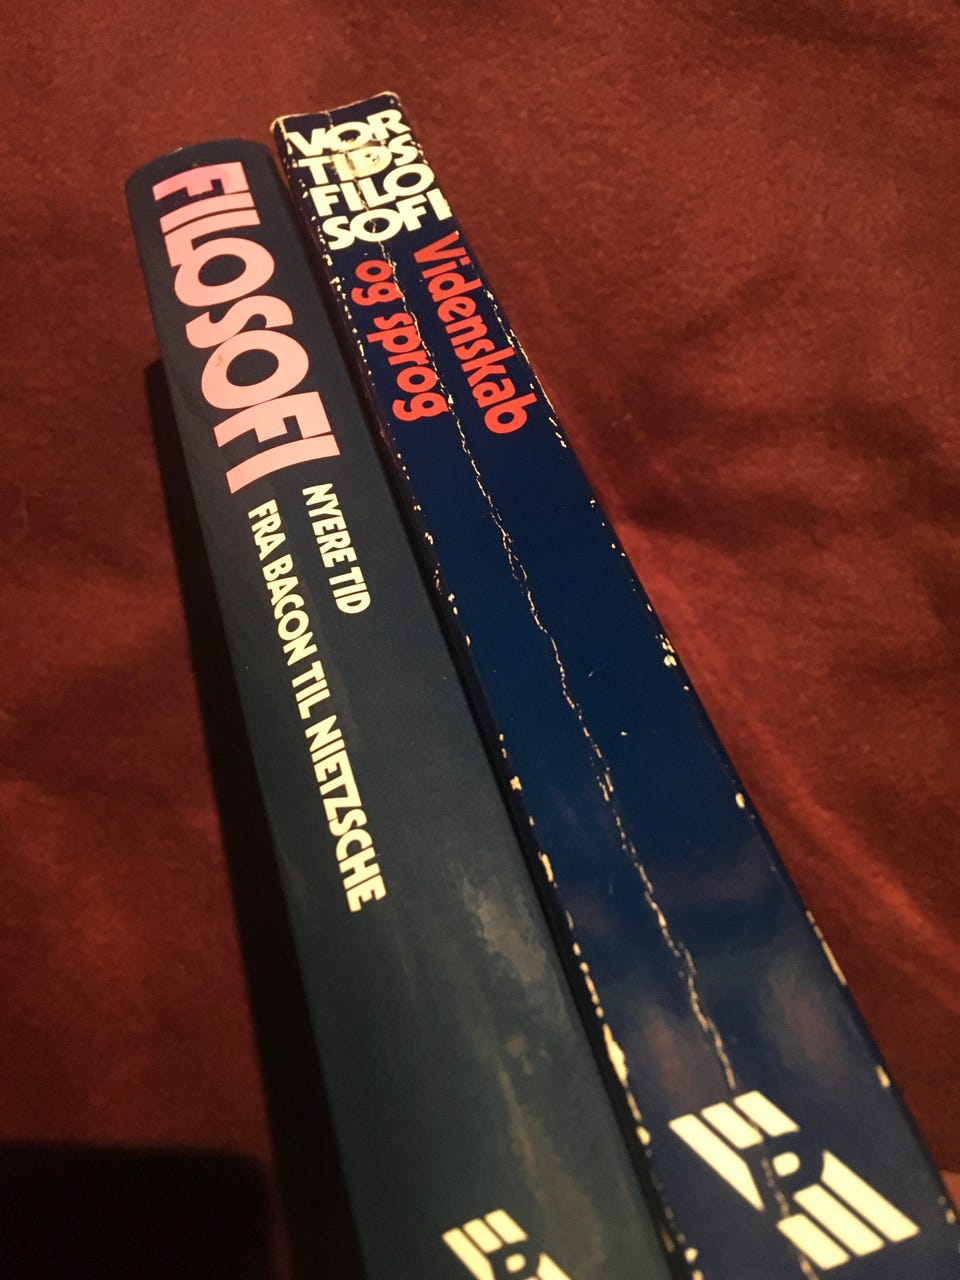 FILOSOFI
NYERE TID
FRA BACON TIL NIETZSCHE
VOR
TIDS
FILO
SOFI
Videnskab
og sprog